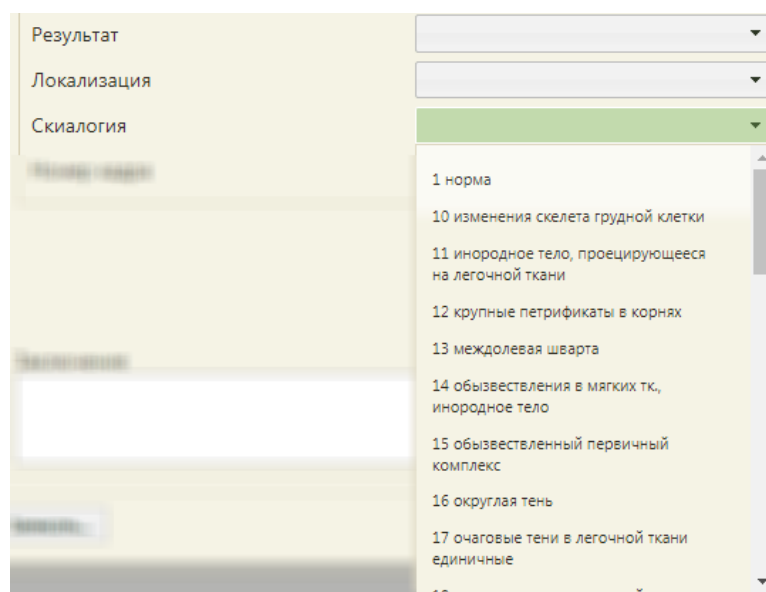 Результат
Локализация
Скиалогия
1 норма
10 изменения скелета грудной клетки
11 инородное тело, проецирующееся
на легочной ткани
12 крупные петрификаты в корнях
13 междолевая шварта
14 обызвествления в мягких тк.,
инородное тело
15 обызвествленный первичный
комплекс
16 округлая тень
17 очаговые тени в легочной ткани
единичные